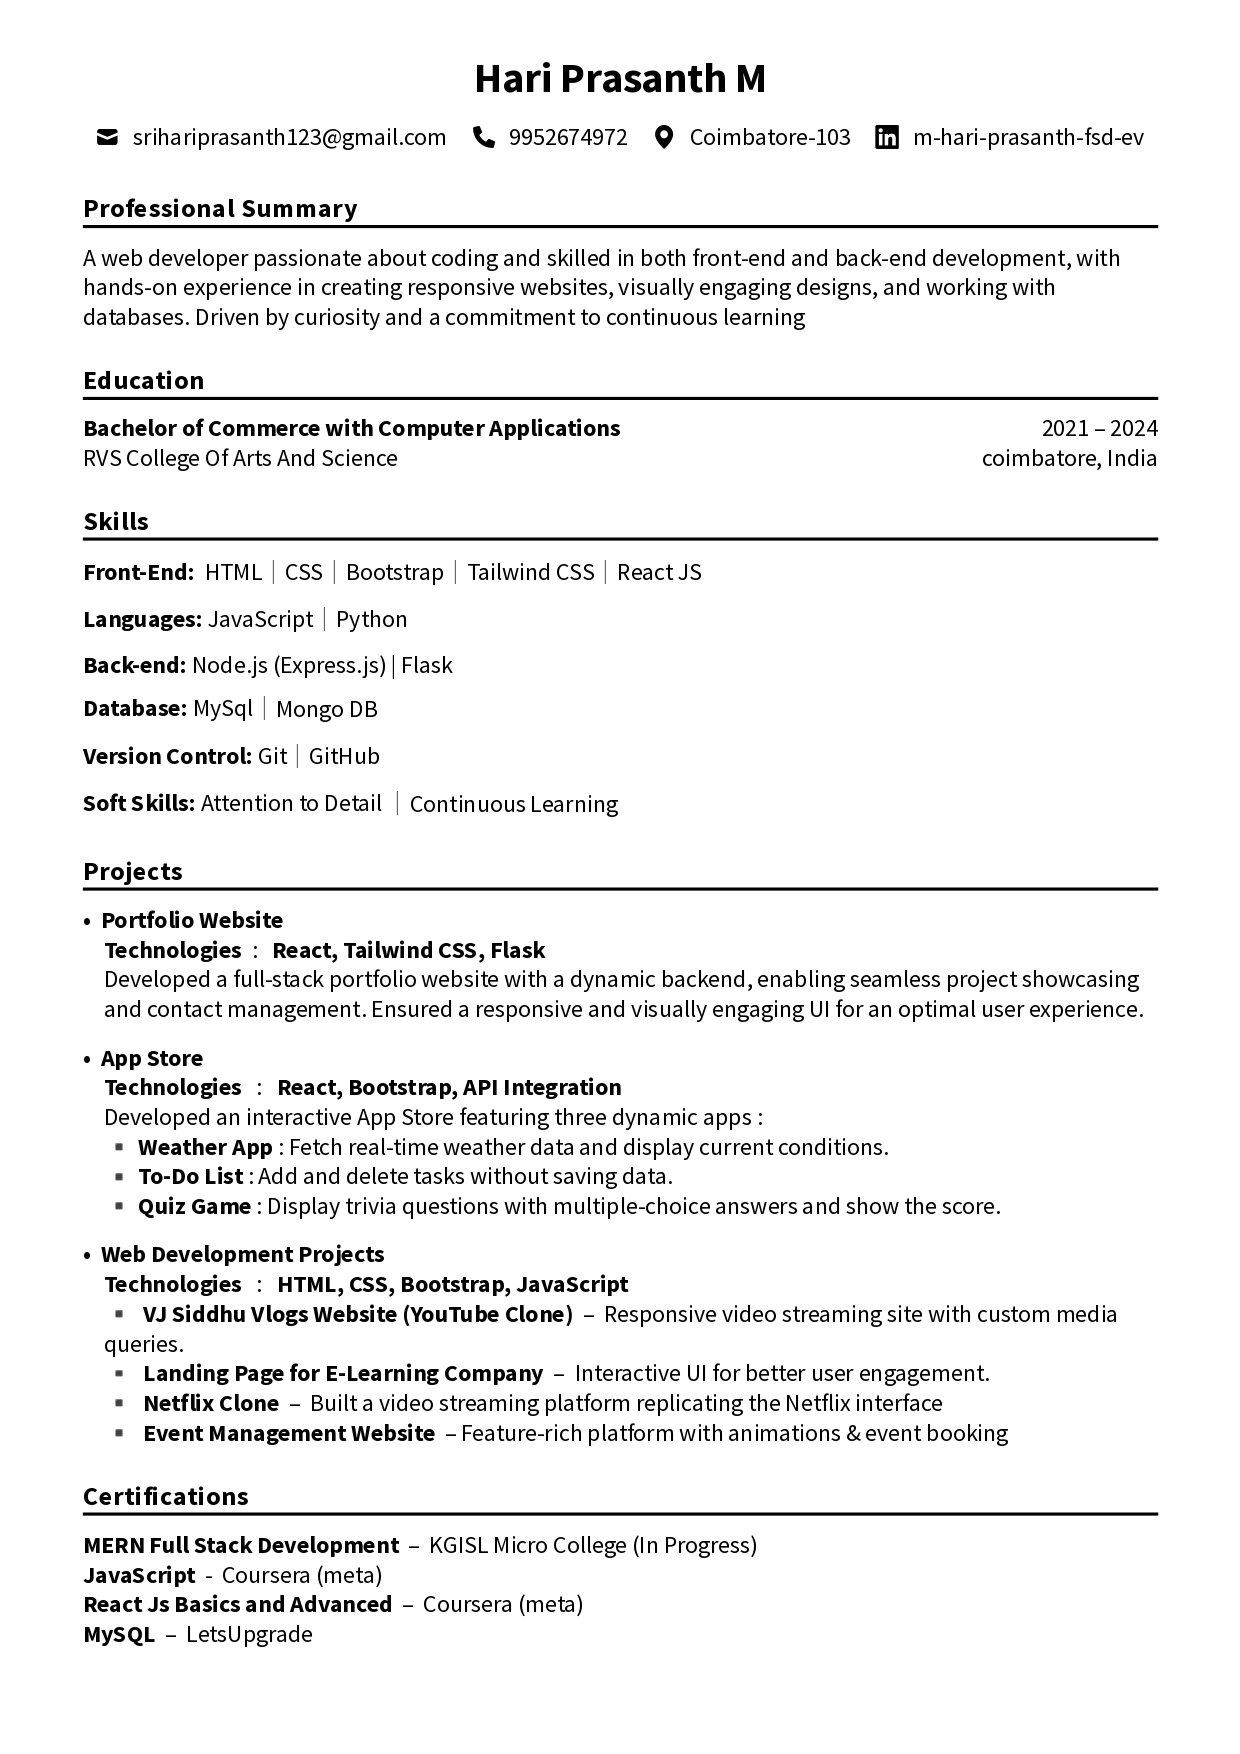 Hari Prasanth M
srihariprasanth123@gmail.com 9952674972 Coimbatore-103 m-hari-prasanth-fsd-ev
Professional Summary
A web developer passionate about coding and skilled in both front-end and back-end development, with
hands-on experience in creating responsive websites, visually engaging designs, and working with
databases. Driven by curiosity and a commitment to continuous learning
Education
Bachelor of Commerce with Computer Applications 2021 – 2024
RVS College Of Arts And Science coimbatore, India
Skills
Front-End: HTML | CSS | Bootstrap | Tailwind CSS | React JS
Languages: JavaScript | Python
Back-end: Node.js (Express.js) | Flask
Database: MySql | Mongo DB
Version Control: Git | GitHub
Soft Skills: Attention to Detail | Continuous Learning
Projects
• Portfolio Website
Technologies : React, Tailwind CSS, Flask
Developed a full-stack portfolio website with a dynamic backend, enabling seamless project showcasing
and contact management. Ensured a responsive and visually engaging UI for an optimal user experience.
• App Store
Technologies : React, Bootstrap, API Integration
Developed an interactive App Store featuring three dynamic apps :
▪ Weather App : Fetch real-time weather data and display current conditions.
▪ To-Do List : Add and delete tasks without saving data.
▪ Quiz Game : Display trivia questions with multiple-choice answers and show the score.
• Web Development Projects
Technologies : HTML, CSS, Bootstrap, JavaScript
▪ VJ Siddhu Vlogs Website (YouTube Clone) – Responsive video streaming site with custom media
queries.
▪ Landing Page for E-Learning Company – Interactive UI for better user engagement.
▪ Netflix Clone – Built a video streaming platform replicating the Netflix interface
▪ Event Management Website – Feature-rich platform with animations & event booking
Certifications
MERN Full Stack Development – KGISL Micro College (In Progress)
JavaScript - Coursera (meta)
React Js Basics and Advanced – Coursera (meta)
MySQL – LetsUpgrade